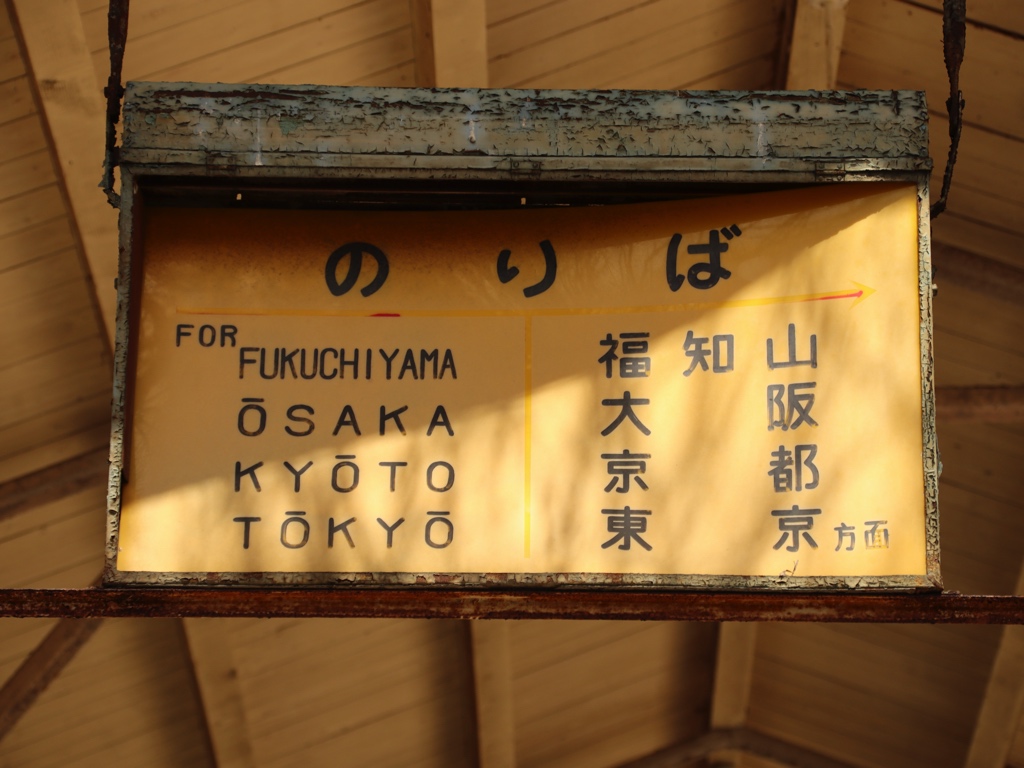 のりば
FOR
FUKUCHIYAMA
ŌSAKA
KYŌTO
TŌKYŌ
福知山
大阪
京都
東京方面